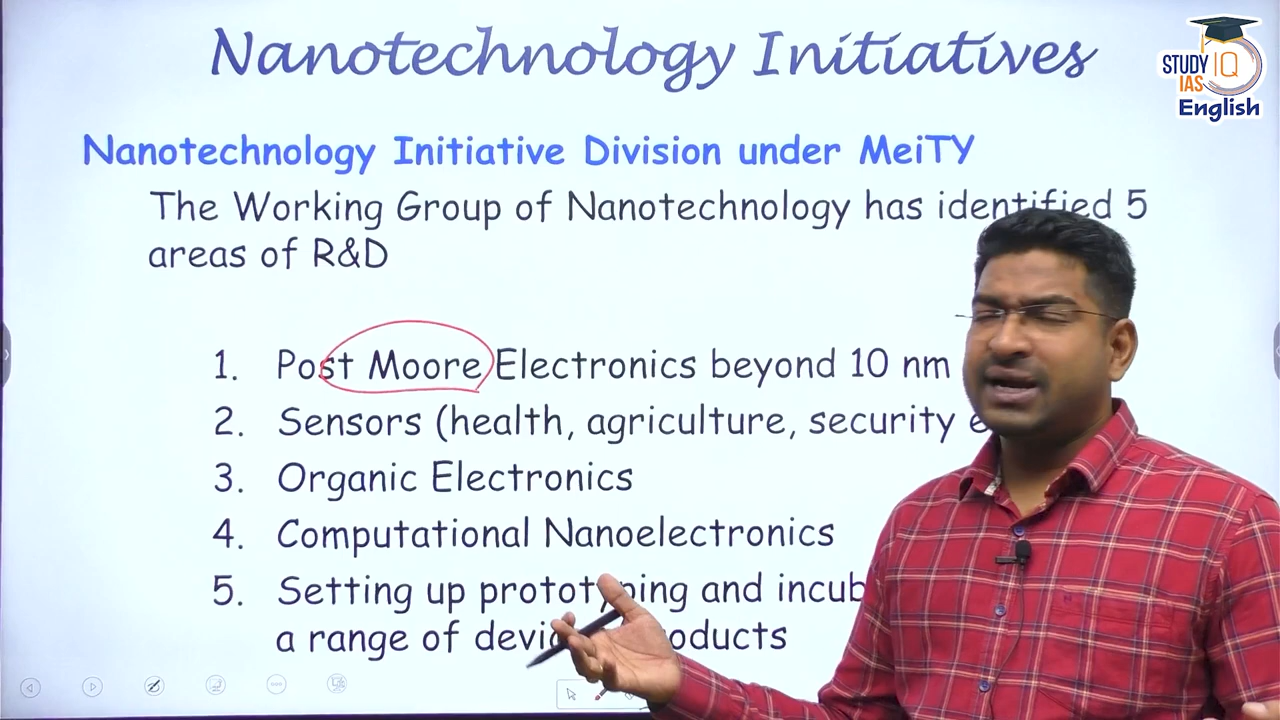 Nanotechnology Initiatives
STUDY IQ
IAS
English
Nanotechnology Initiative Division under MeiTY
The Working Group of Nanotechnology has identified 5
areas of R&D
1. Post Moore Electronics beyond 10 nm
2. Sensors (health, agriculture, security
3. Organic Electronics
4. Computational Nanoelectronics
5. Setting up prototyping and
a range of